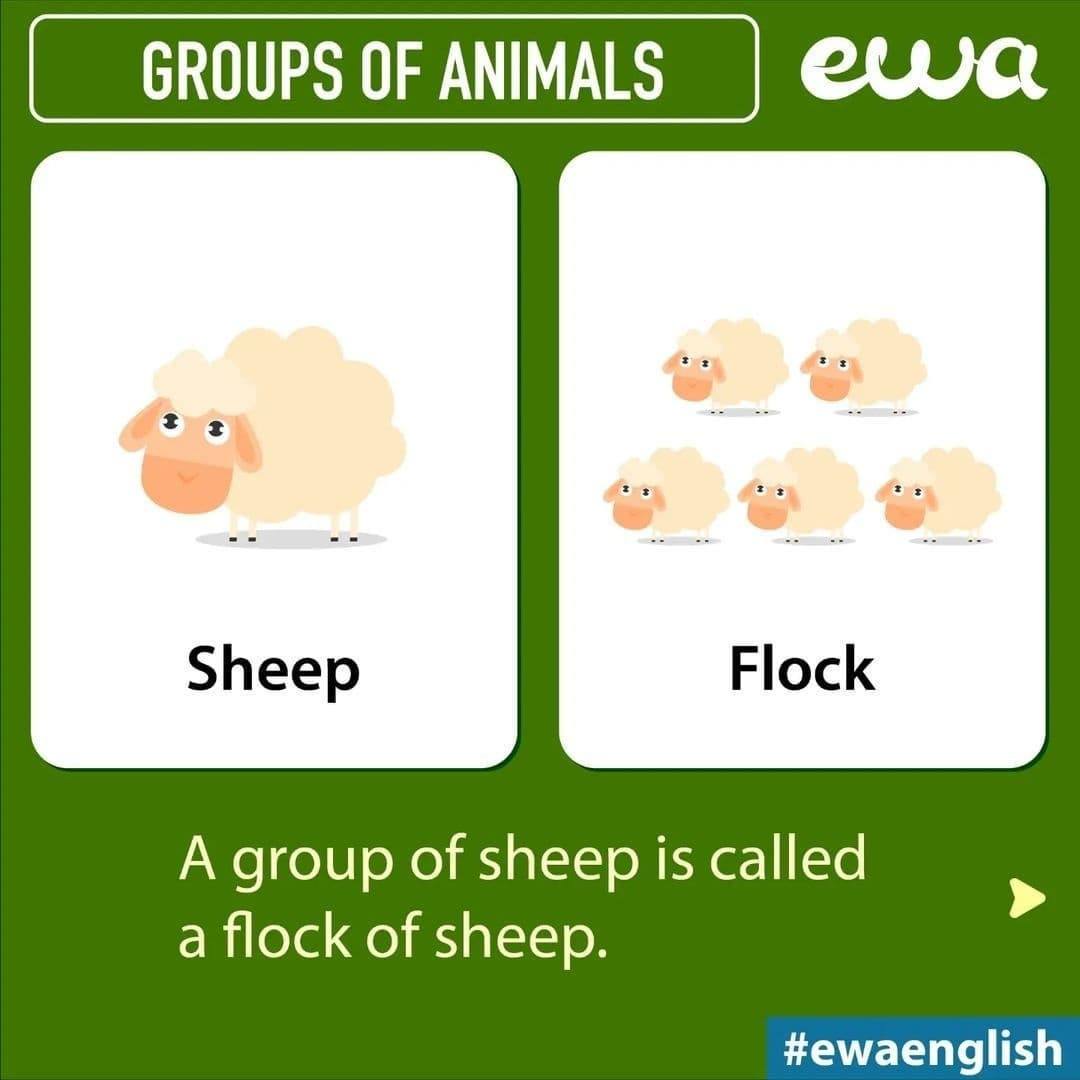 GROUPS OF ANIMALS
ewa
Sheep
Flock
A group of sheep is called
a flock of sheep.
#ewaenglish